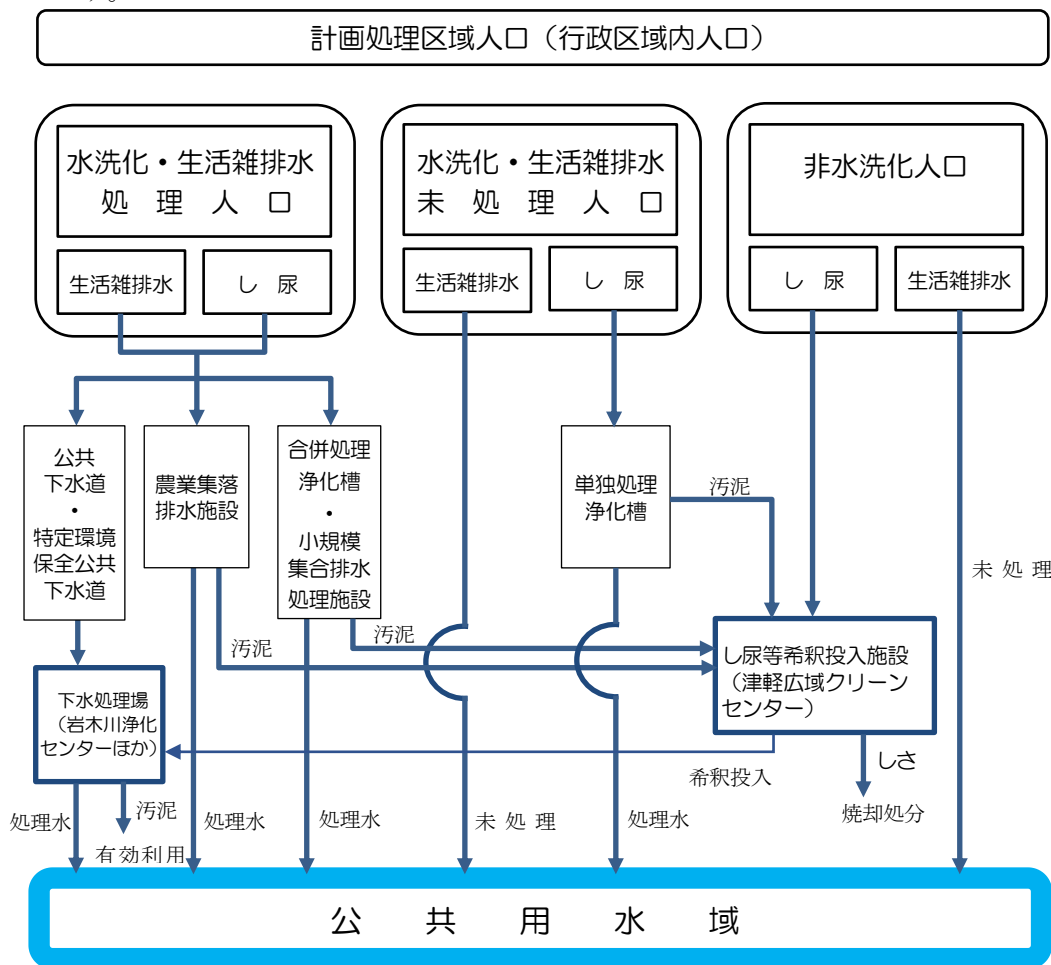 計画処理区域人口（行政区域内人口）
水洗化・生活雑排水
処理人口
生活雑排水
し尿
水洗化・生活雑排水
未処理人口
生活雑排水
し尿
非水洗化人口
し尿
生活雑排水
公共
下水道
・
特定環境
保全公共
下水道
農業集落
排水施設
合併処理
浄化槽
・
小規模
集合排水
処理施設
単独処理
浄化槽
汚泥
未処理
汚泥
汚泥
し尿等希釈投入施設
（津軽広域クリーン
センター）
下水処理場
（岩木川浄化
センターほか）
希釈投入
しさ
焼却処分
処理水
汚泥
有効利用
処理水
処理水
未処理
処理水
公共用水域